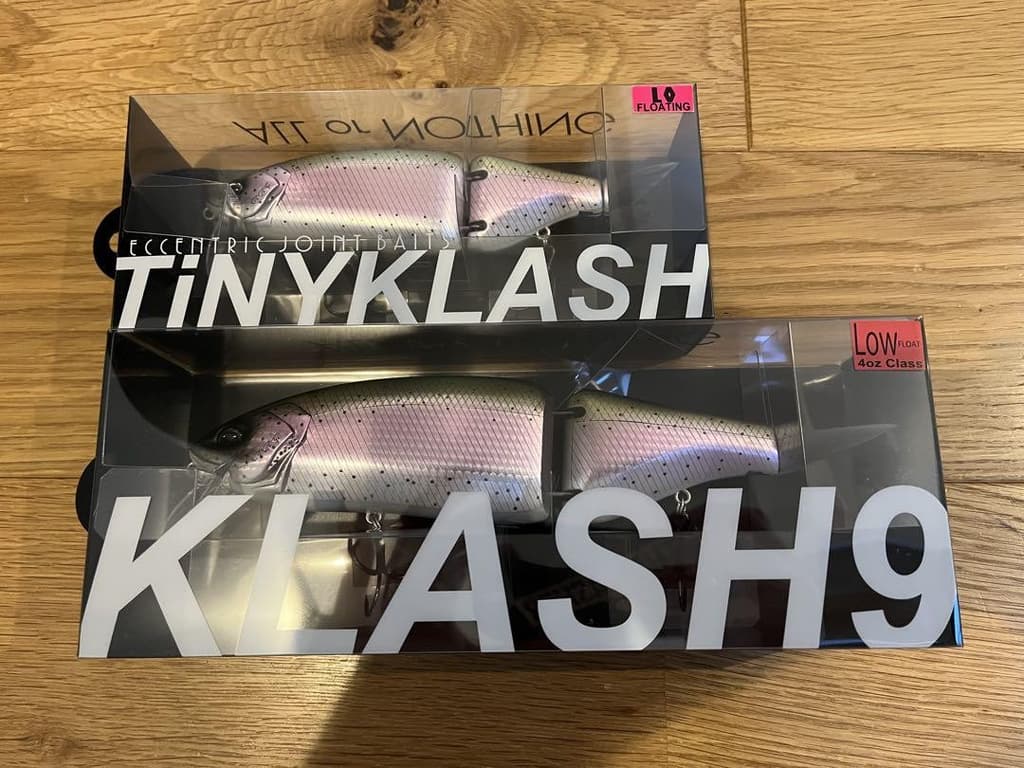 LO
FLOATING
ALL or NOTHING
ECCENTRIC JOINT BAITS
TiNYKLASH
LOW FLOAT
4oz Class
KLASH9